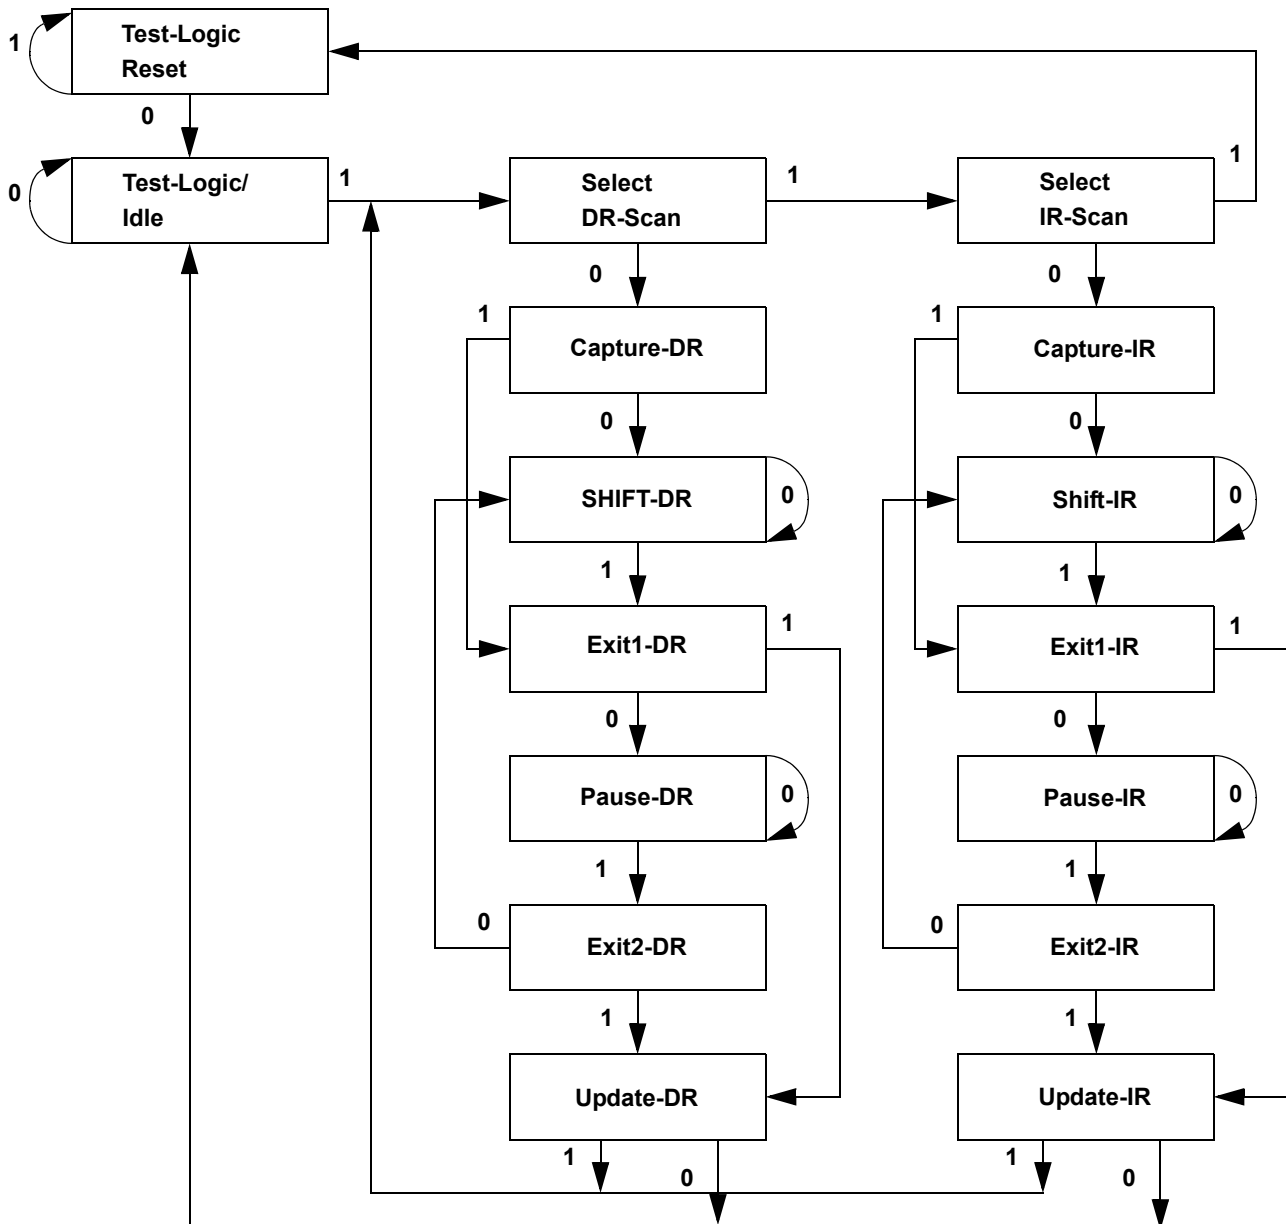 Test-Logic
Reset
1
0
Test-Logic/
Idle
0
1
Select
DR-Scan
1
Select
IR-Scan
1
0
0
1
Capture-DR
1
Capture-IR
0
0
SHIFT-DR
0
Shift-IR
0
1
1
Exit1-DR
1
Exit1-IR
1
0
0
Pause-DR
0
Pause-IR
0
1
1
0
Exit2-DR
0
Exit2-IR
1
1
Update-DR
Update-IR
1
0
1
0